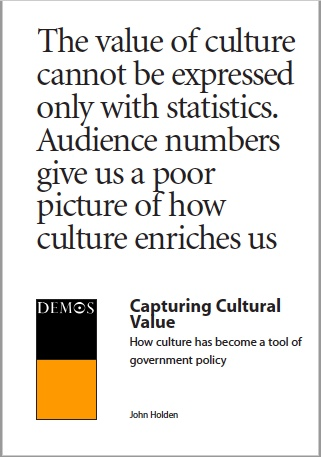 The value of culture
cannot be expressed
only with statistics.
Audience numbers
give us a poor
picture of how
culture enriches us
DEMOS
Capturing Cultural
Value
How culture has become a tool of
government policy
John Holden